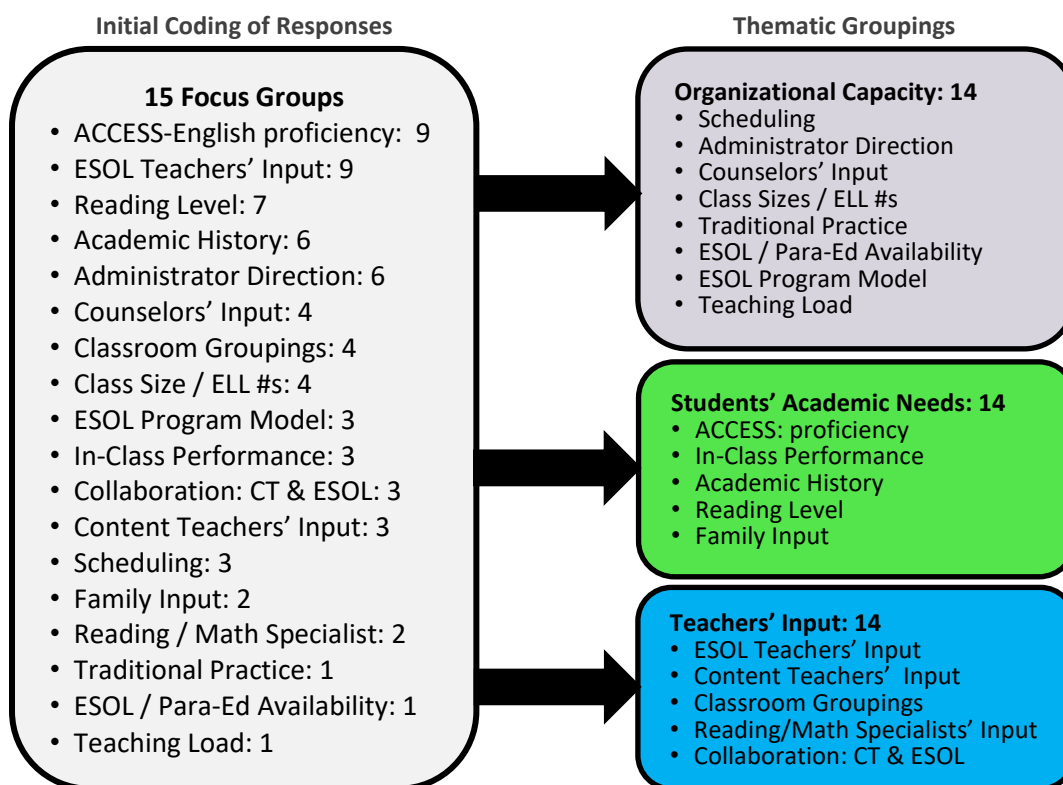 Initial Coding of Responses
15 Focus Groups
• ACCESS-English proficiency: 9
• ESOL Teachers’ Input: 9
• Reading Level: 7
• Academic History: 6
• Administrator Direction: 6
• Counselors’ Input: 4
• Classroom Groupings: 4
• Class Size / ELL #s: 4
• ESOL Program Model: 3
• In-Class Performance: 3
• Collaboration: CT & ESOL: 3
• Content Teachers’ Input: 3
• Scheduling: 3
• Family Input: 2
• Reading / Math Specialist: 2
• Traditional Practice: 1
• ESOL / Para-Ed Availability: 1
• Teaching Load: 1
Thematic Groupings
Organizational Capacity: 14
• Scheduling
• Administrator Direction
• Counselors’ Input
• Class Sizes / ELL #s
• Traditional Practice
• ESOL / Para-Ed Availability
• ESOL Program Model
• Teaching Load
Students’ Academic Needs: 14
• ACCESS: proficiency
• In-Class Performance
• Academic History
• Reading Level
• Family Input
Teachers’ Input: 14
• ESOL Teachers’ Input
• Content Teachers’ Input
• Classroom Groupings
• Reading/Math Specialists’ Input
• Collaboration: CT & ESOL